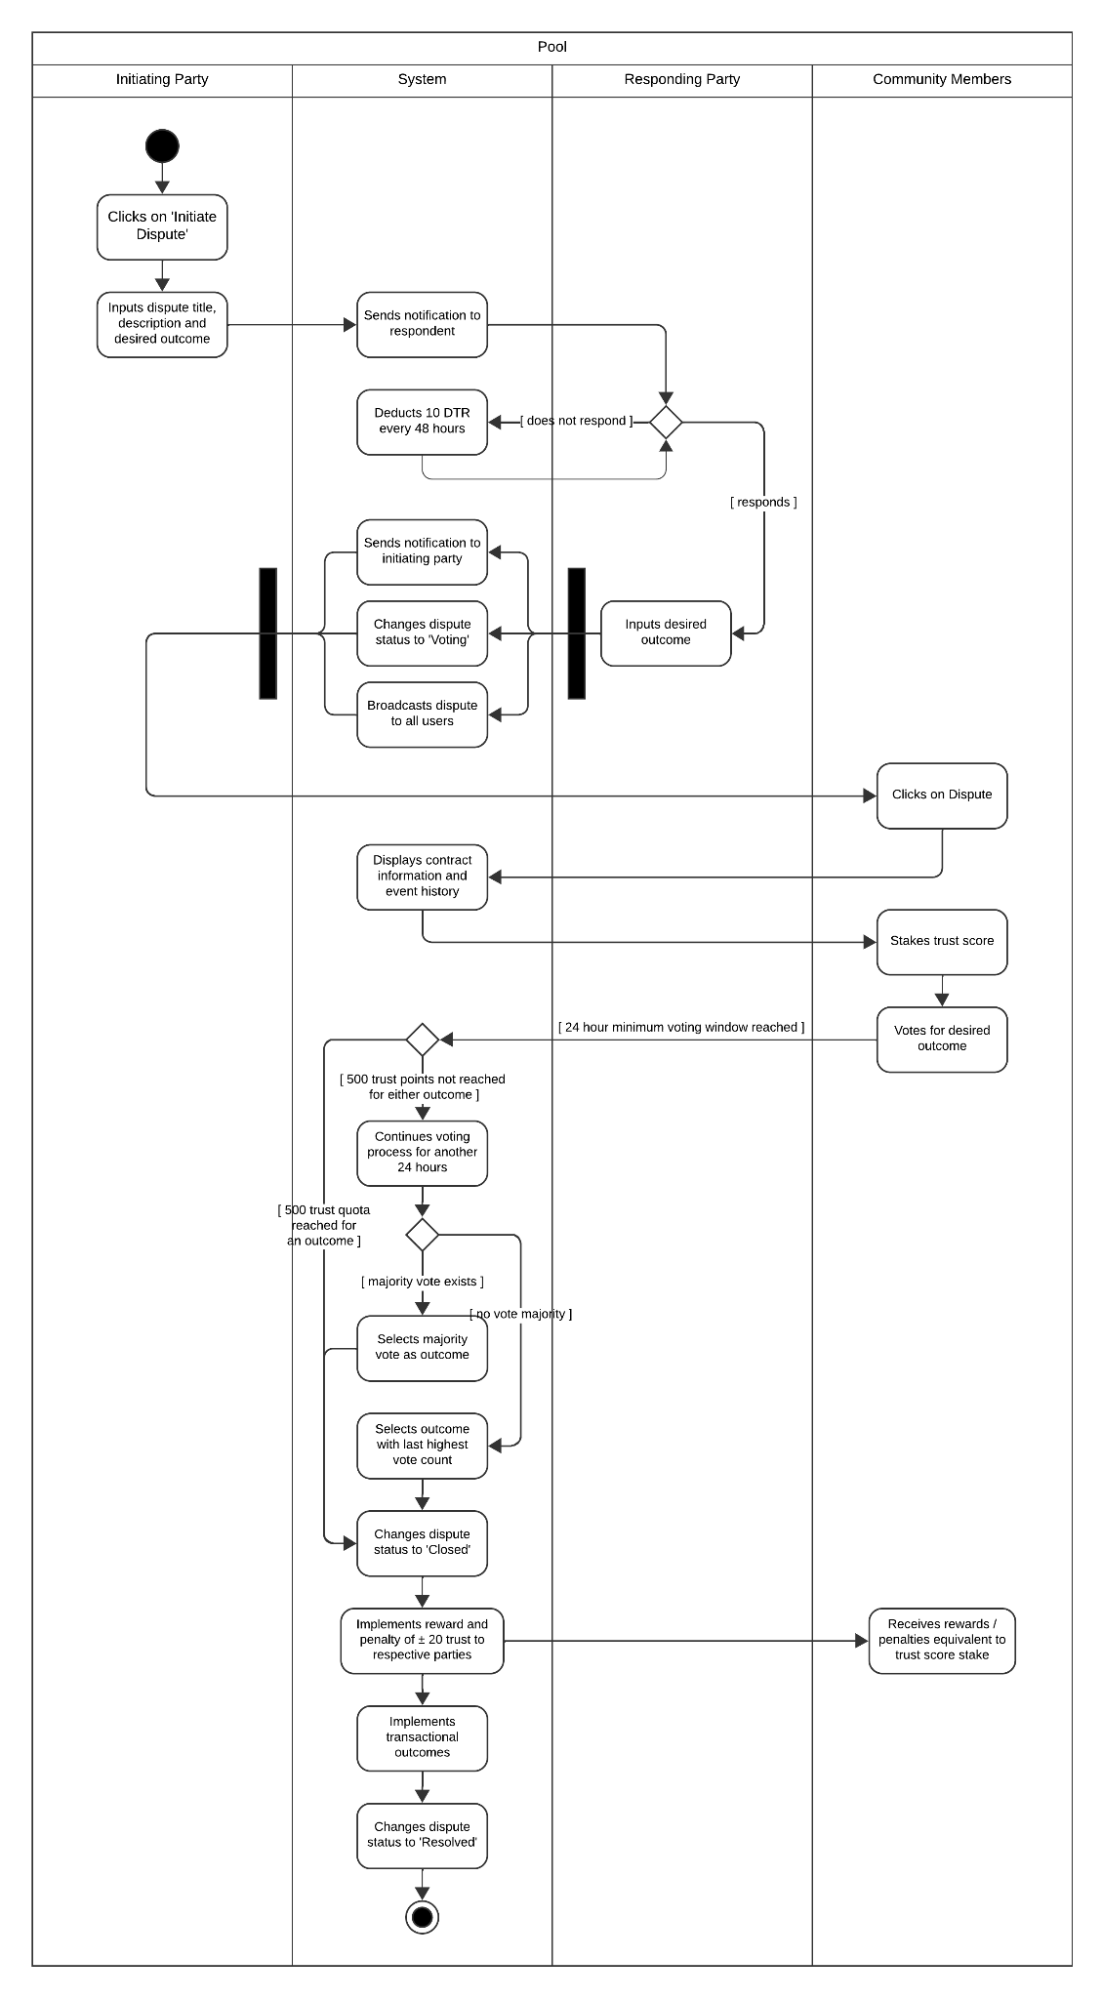 Pool
Initiating Party
System
Responding Party
Community Members
Clicks on 'Initiate
Dispute'
Inputs dispute title,
description and
desired outcome
Sends notification to
respondent
Deducts 10 DTR
every 48 hours
[ does not respond ]
[ responds ]
Sends notification to
initiating party
Changes dispute
status to 'Voting'
Inputs desired
outcome
Broadcasts dispute
to all users
Clicks on Dispute
Displays contract
information and
event history
Stakes trust score
Votes for desired
outcome
[ 24 hour minimum voting window reached ]
[ 500 trust points not reached
for either outcome ]
Continues voting
process for another
24 hours
[ 500 trust quota
reached for
an outcome ]
[ majority vote exists ]
[ no vote majority ]
Selects majority
vote as outcome
Selects outcome
with last highest
vote count
Changes dispute
status to 'Closed'
Implements reward and
penalty of ± 20 trust to
respective parties
Receives rewards /
penalties equivalent to
trust score stake
Implements
transactional
outcomes
Changes dispute
status to 'Resolved'